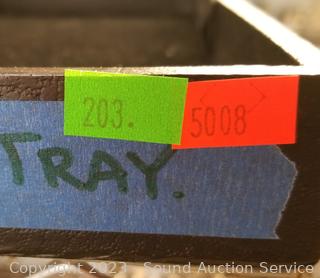 203.
5008
TRAY.
Copyright 2023 - Sound Auction Service